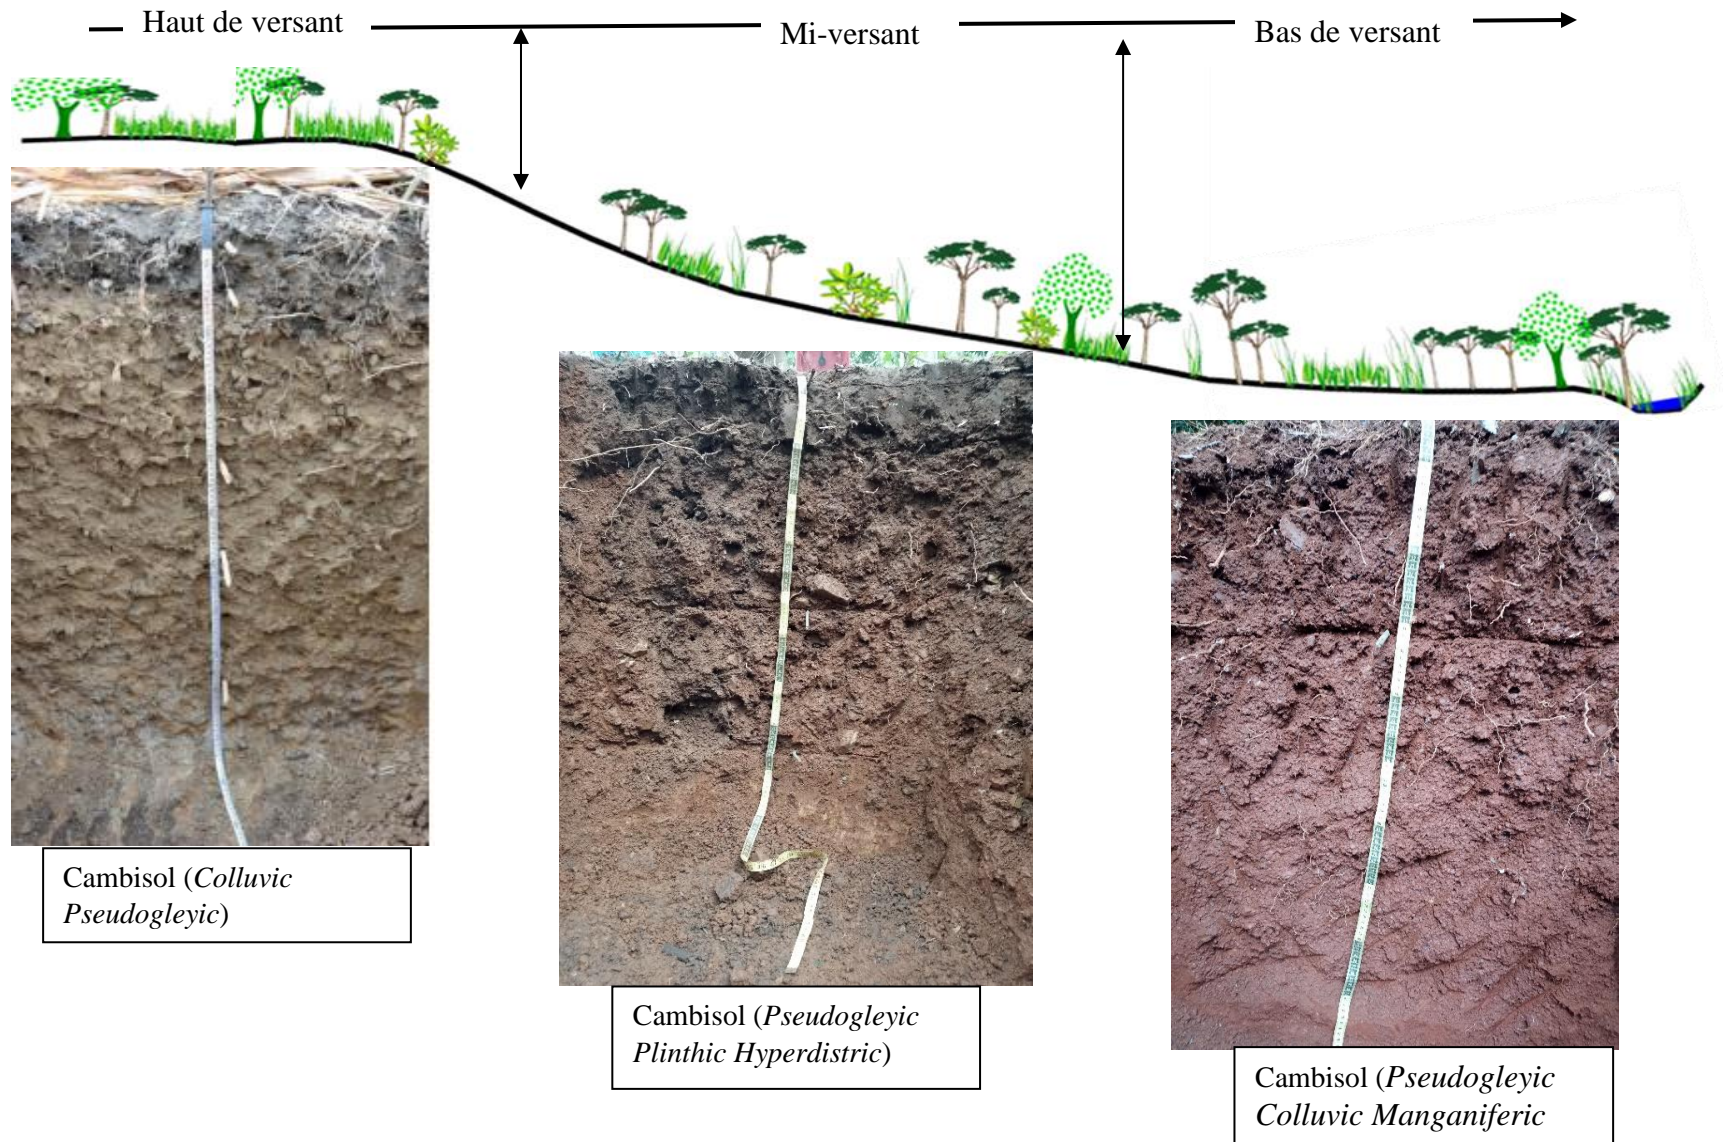 Haut de versant
Mi-versant
Bas de versant
Cambisol (Colluvic
Pseudogleyic)
Cambisol (Pseudogleyic
Plinthic Hyperdistric)
Cambisol (Pseudogleyic
Colluvic Manganiferic